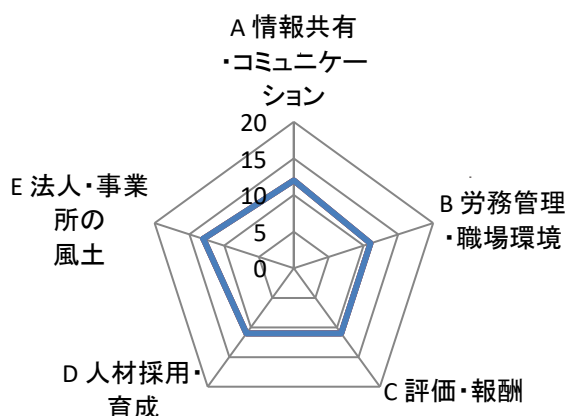 A 情報共有
・コミュニケー
ション
20
15
10
5
0
B 労務管理
・職場環境
C 評価・報酬
D 人材採用・
育成
E 法人・事業
所の
風土